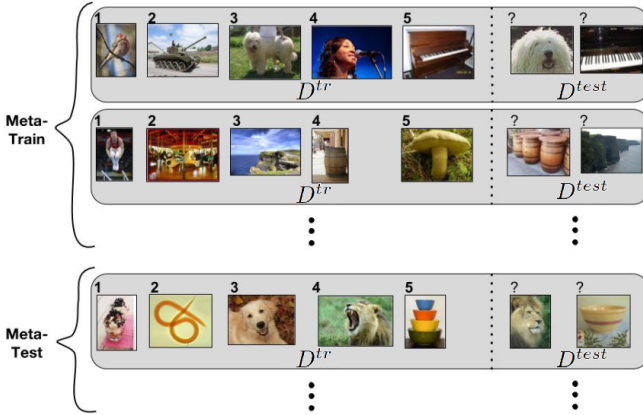 1 2 3 4 5 ? ?
D^{tr} D^{test}
Meta-
Train
1 2 3 4 5 ? ?
D^{tr} D^{test}
1 2 3 4 5 ? ?
Meta-
Test
D^{tr} D^{test}